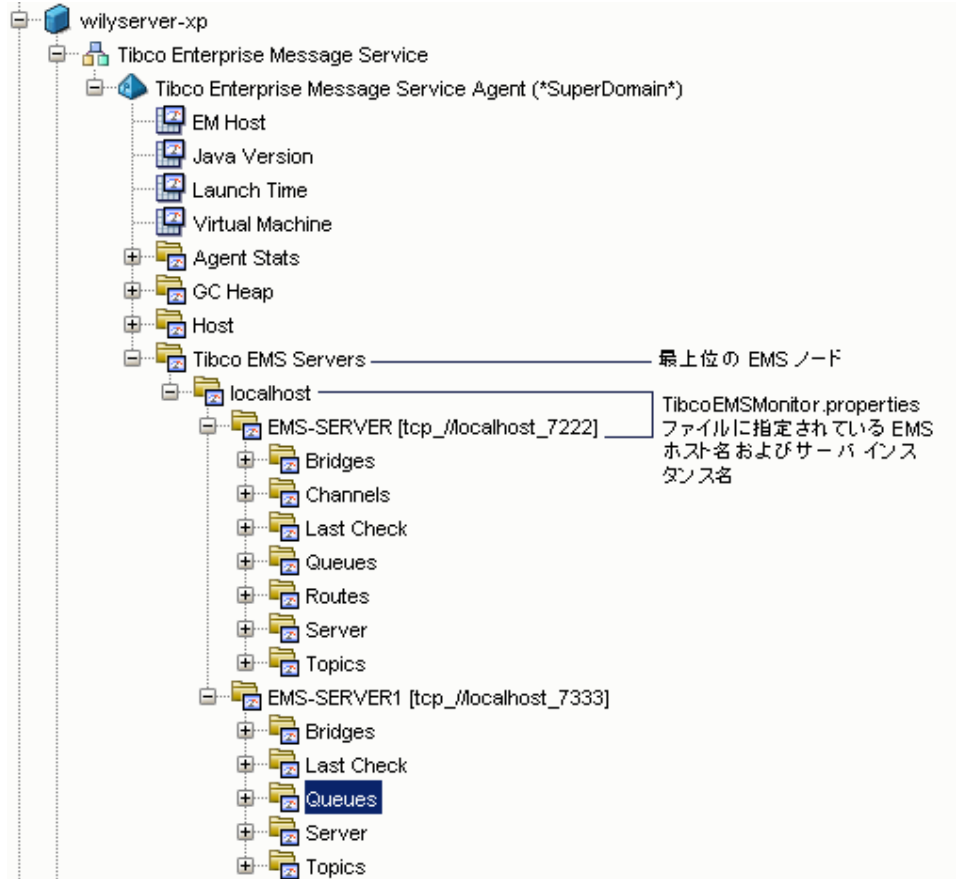 wilyserver-xp
Tibco Enterprise Message Service
Tibco Enterprise Message Service Agent (*SuperDomain*)
EM Host
Java Version
Launch Time
Virtual Machine
Agent Stats
GC Heap
Host
Tibco EMS Servers
最上位の EMS ノード
localhost
TibcoEMSMonitor.properties
ファイルに指定されている EMS
ホスト名およびサーバ インス
タンス名
EMS-SERVER [tcp_//localhost_7222]
Bridges
Channels
Last Check
Queues
Routes
Server
Topics
EMS-SERVER1 [tcp_//localhost_7333]
Bridges
Last Check
Queues
Server
Topics